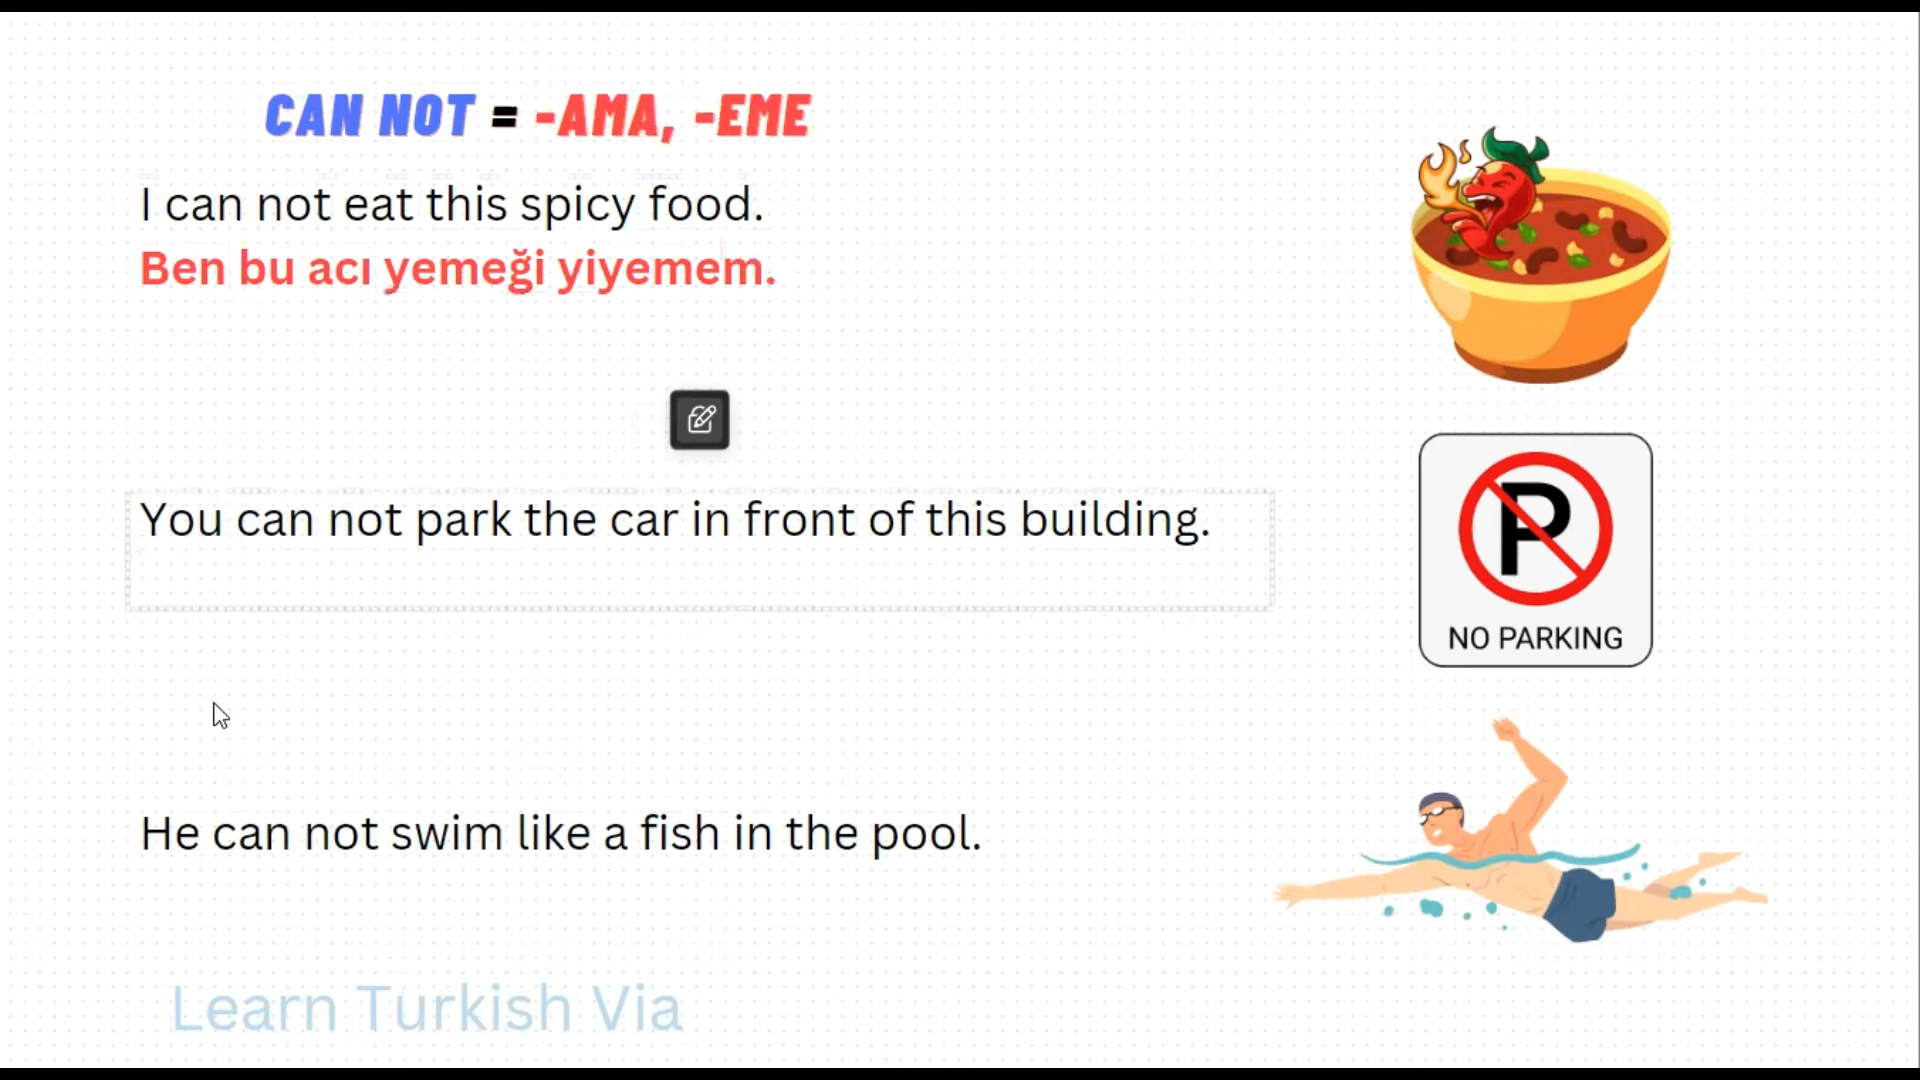 CAN NOT = -AMA, -EME
I can not eat this spicy food.
Ben bu acı yemeği yiyemem.
You can not park the car in front of this building.
P
NO PARKING
He can not swim like a fish in the pool.
Learn Turkish Via